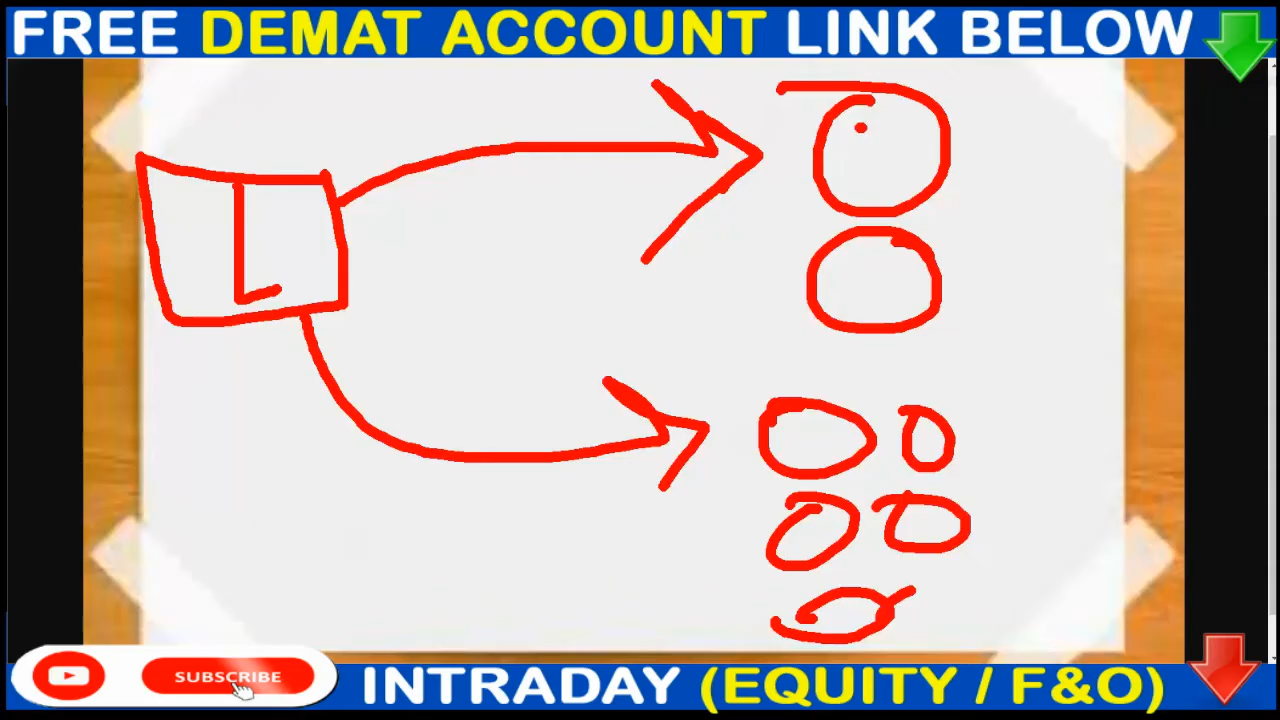 FREE DEMAT ACCOUNT LINK BELOW
L
SUBSCRIBE
INTRADAY (EQUITY / F&O)